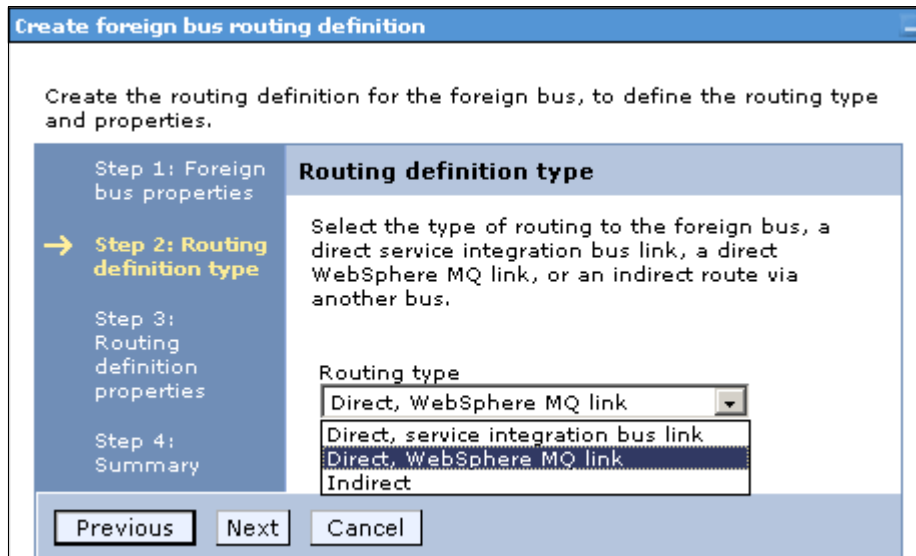 Create foreign bus routing definition
Create the routing definition for the foreign bus, to define the routing type
and properties.
Step 1: Foreign
bus properties
Step 2: Routing
definition type
Step 3:
Routing
definition
properties
Step 4:
Summary
Routing definition type
Select the type of routing to the foreign bus, a
direct service integration bus link, a direct
WebSphere MQ link, or an indirect route via
another bus.
Routing type
Direct, WebSphere MQ link
Direct, service integration bus link
Direct, WebSphere MQ link
Indirect
Previous Next Cancel